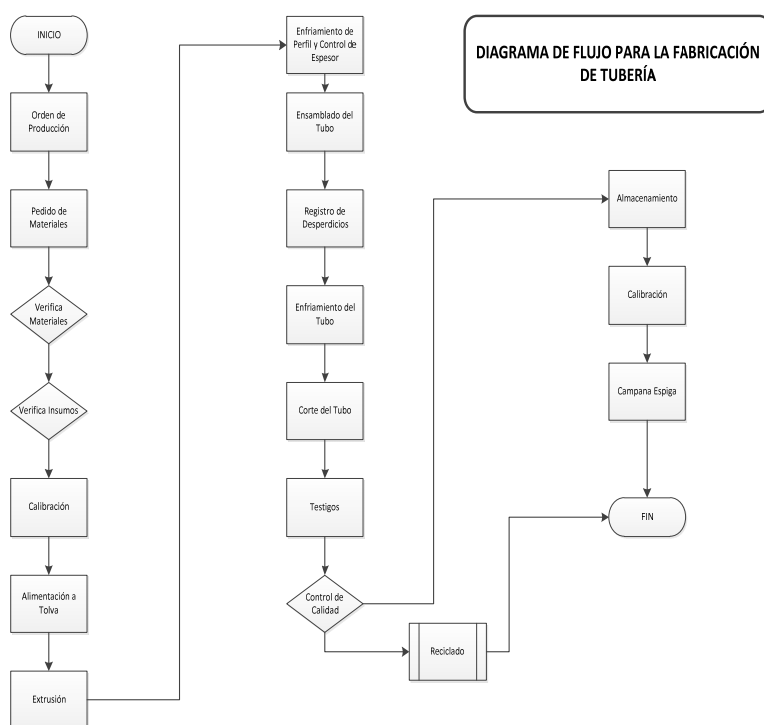 INICIO
Orden de
Producción
Pedido de
Materiales
Verifica
Materiales
Verifica Insumos
Calibración
Alimentación a
Tolva
Extrusión
Enfriamiento de
Perfil y Control de
Espesor
Ensamblado del
Tubo
Registro de
Desperdicios
Enfriamiento del
Tubo
Corte del Tubo
Testigos
Control de
Calidad
Reciclado
DIAGRAMA DE FLUJO PARA LA FABRICACIÓN
DE TUBERÍA
Almacenamiento
Calibración
Campana Espiga
FIN